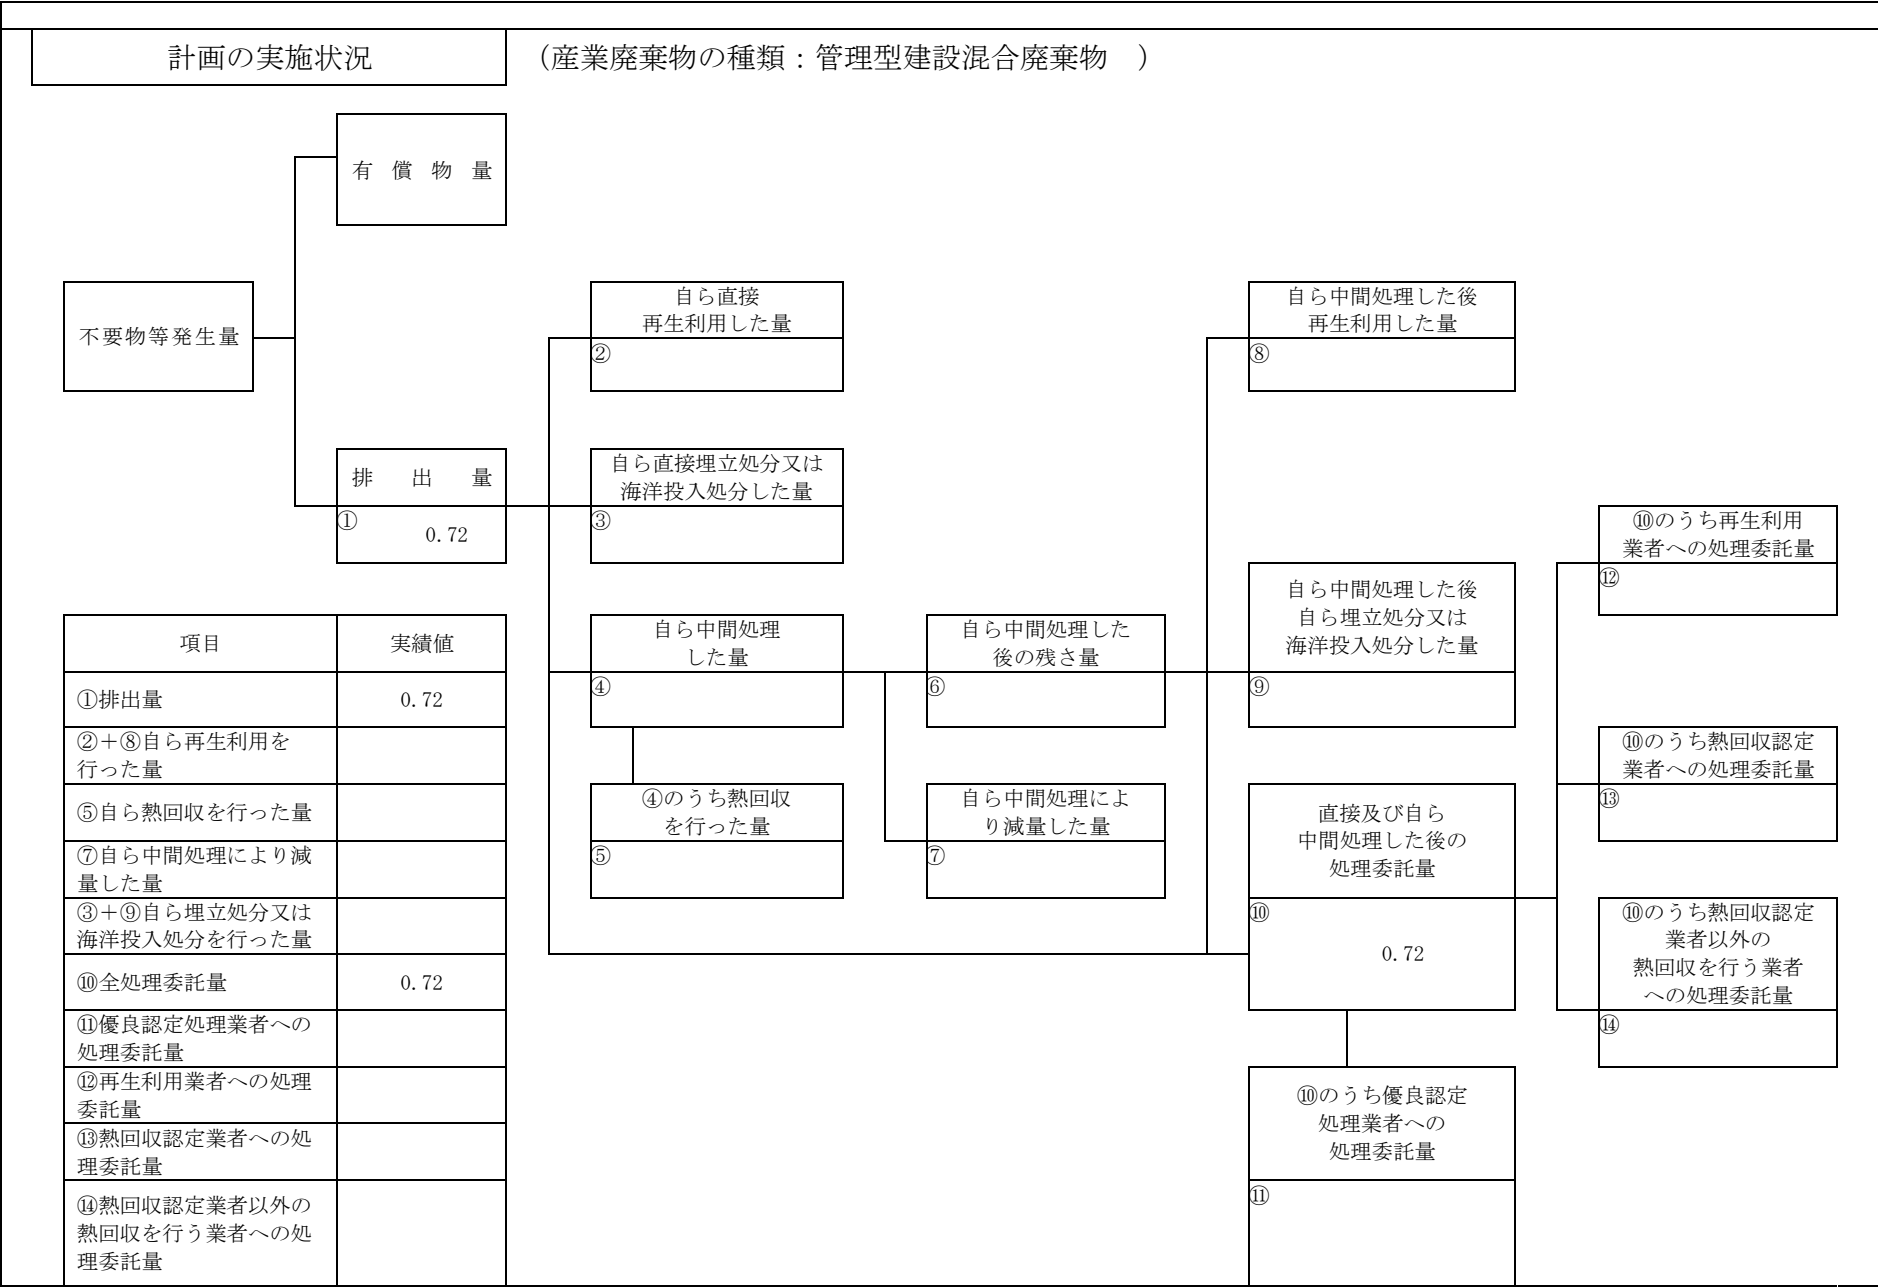 計画の実施状況
（産業廃棄物の種類：管理型建設混合廃棄物　）
有償物量
不要物等発生量
自ら直接
再生利用した量
②
自ら中間処理した後
再生利用した量
⑧
排出量
①
0.72
自ら直接埋立処分又は
海洋投入処分した量
③
⑩のうち再生利用
業者への処理委託量
⑫
自ら中間処理
した量
④
自ら中間処理した
後の残さ量
⑥
自ら中間処理した後
自ら埋立処分又は
海洋投入処分した量
⑨
⑩のうち熱回収認定
業者への処理委託量
⑬
④のうち熱回収
を行った量
⑤
自ら中間処理によ
り減量した量
⑦
直接及び自ら
中間処理した後の
処理委託量
⑩
0.72
⑩のうち熱回収認定
業者以外の
熱回収を行う業者
への処理委託量
⑭
⑩のうち優良認定
処理業者への
処理委託量
⑪
項目
実績値
①排出量
0.72
②＋⑧自ら再生利用を
行った量
⑤自ら熱回収を行った量
⑦自ら中間処理により減
量した量
③＋⑨自ら埋立処分又は
海洋投入処分を行った量
⑩全処理委託量
0.72
⑪優良認定処理業者への
処理委託量
⑫再生利用業者への処理
委託量
⑬熱回収認定業者への処
理委託量
⑭熱回収認定業者以外の
熱回収を行う業者への処
理委託量